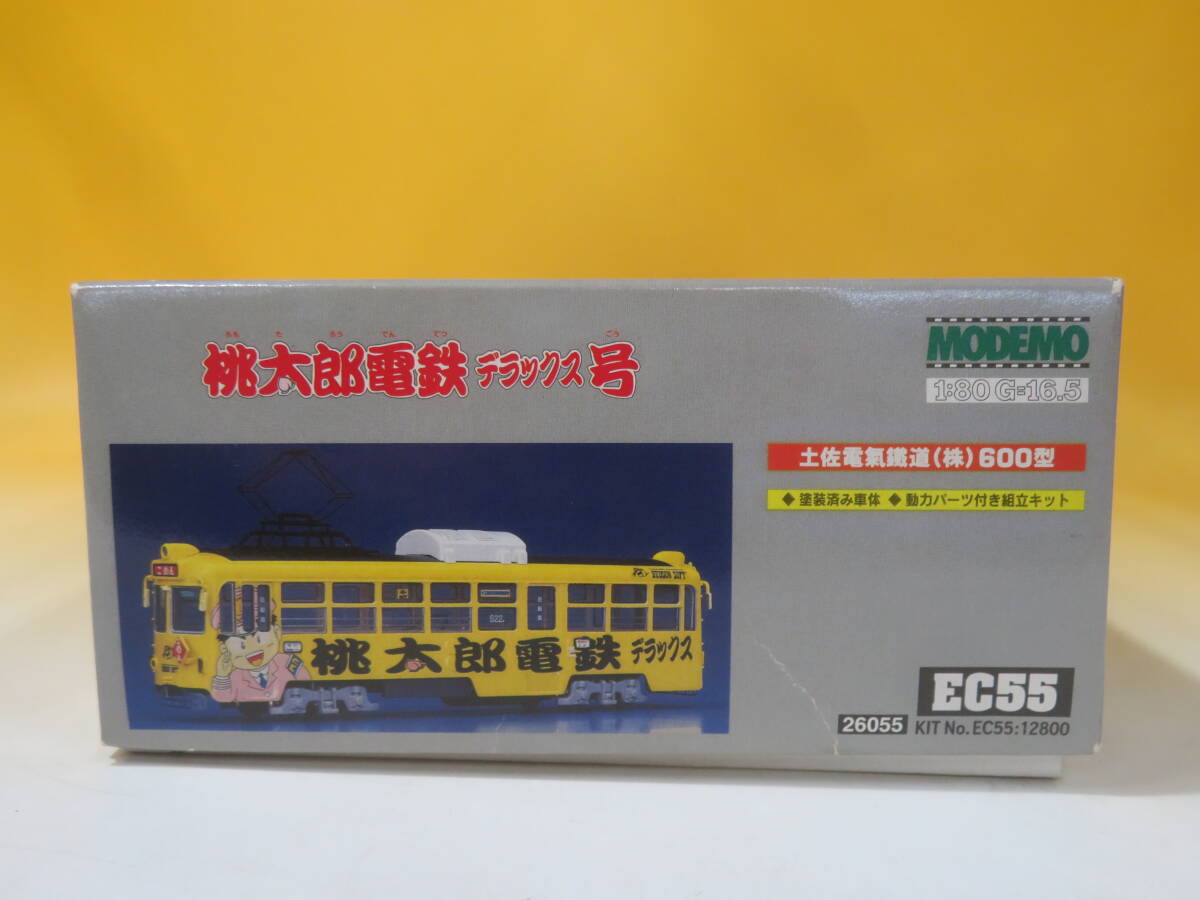 もも た ろう でん てつ ごう
桃太郎電鉄デラックス号
MODEMO
1:80 G=16.5
土佐電氣鐵道(株)600型
◆ 塗装済み車体 ◆ 動力パーツ付き組立キット
HUDSON SOFT
622
桃太郎電鉄デラックス
EC55
26055 KIT No. EC55:12800